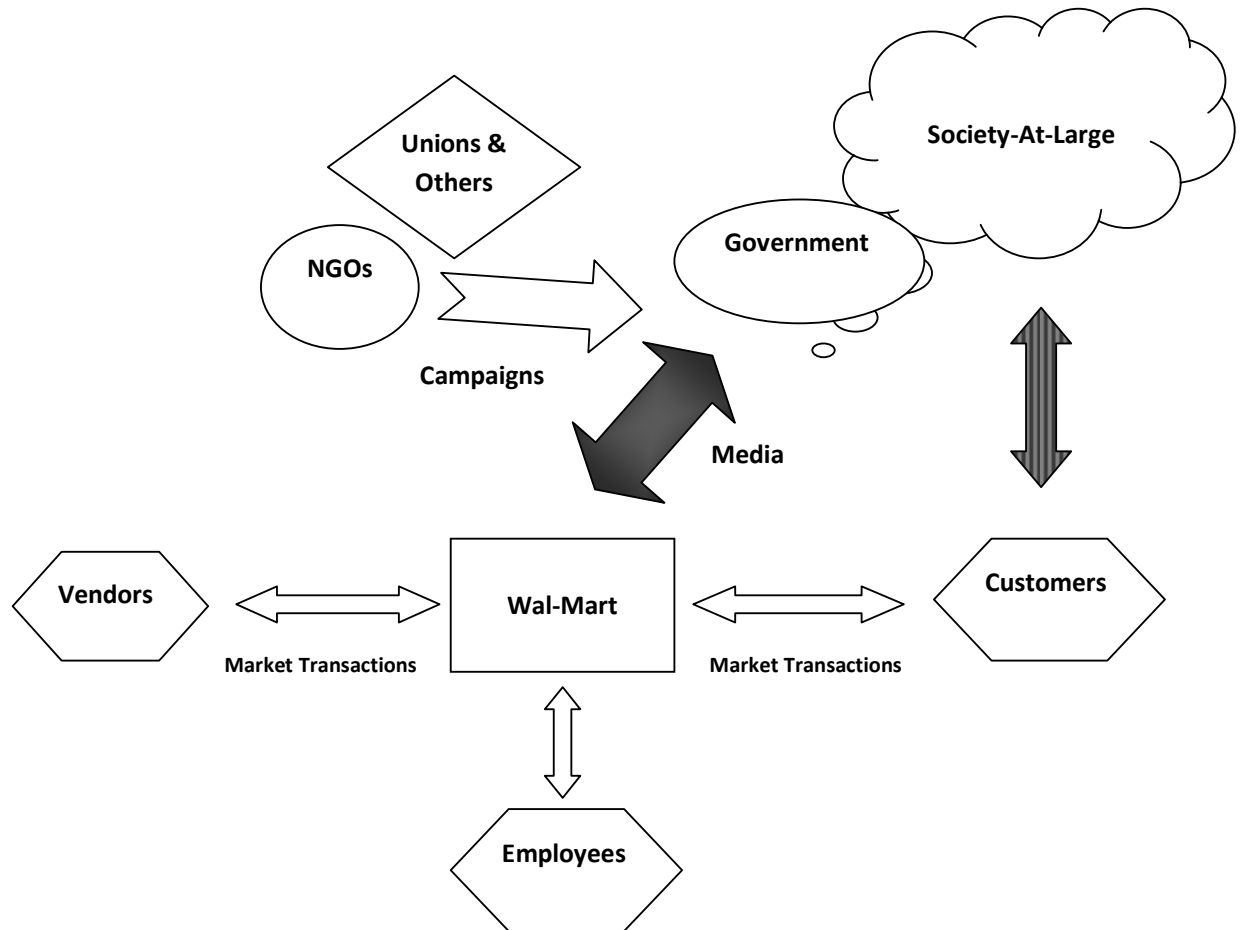 Society-At-Large
Unions &
Others
Government
NGOs
Campaigns
Media
Vendors
Wal-Mart
Customers
Market Transactions
Market Transactions
Employees